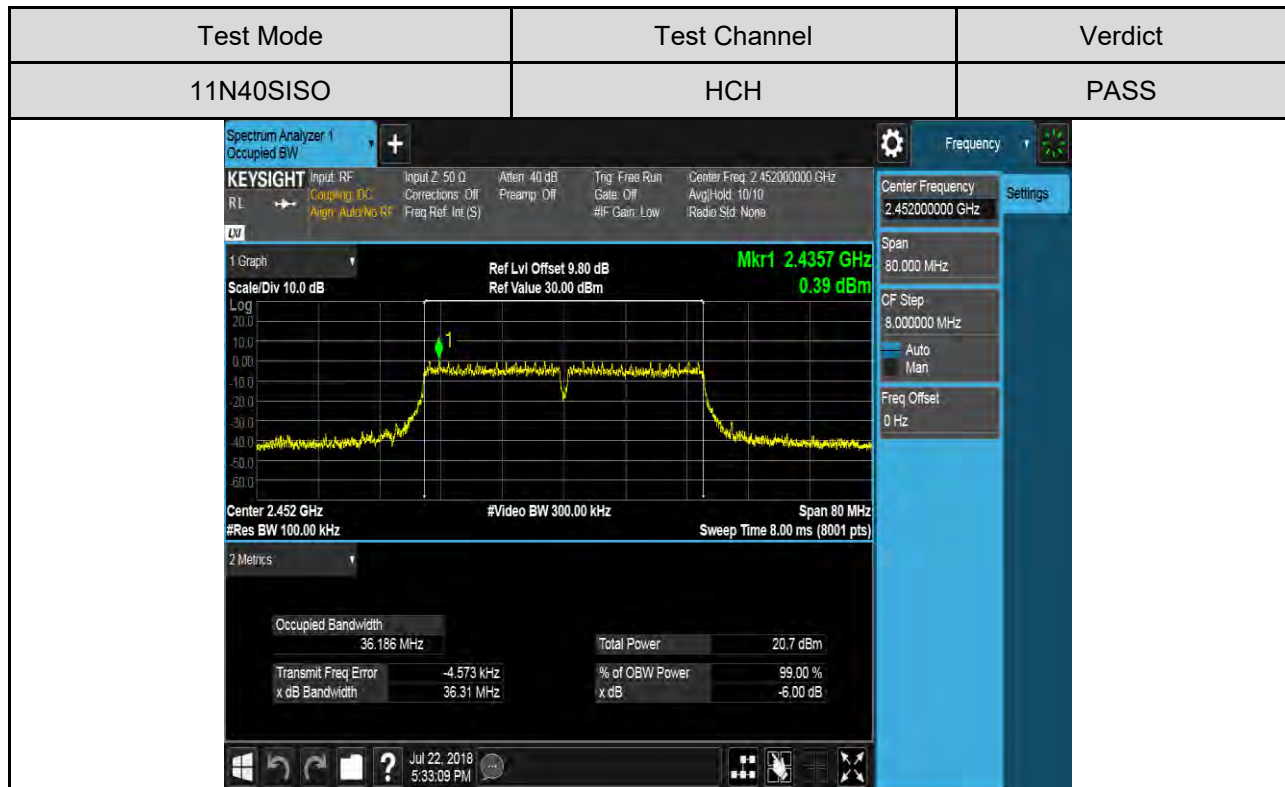 Test Mode Test Channel Verdict
11N40SISO HCH PASS
Spectrum Analyzer 1
Occupied BW
+
Frequency
KEYSIGHT Input: RF Input Z: 50 Ω Atten: 40 dB Trig: Free Run Center Freq: 2.452000000 GHz
RL Coupling: DC Corrections: Off Preamp: Off Gate: Off Avg|Hold: 10/10
Align: Auto/No RF Freq Ref: Int (S) #IF Gain: Low Radio Std: None
LXI
Center Frequency
2.452000000 GHz
Settings
Span
80.000 MHz
CF Step
8.000000 MHz
Auto
Man
Freq Offset
0 Hz
1 Graph
Ref Lvl Offset 9.80 dB
Mkr1 2.4357 GHz
Scale/Div 10.0 dB Ref Value 30.00 dBm 0.39 dBm
Log
20.0
10.0
0.00
-10.0
-20.0
-30.0
-40.0
-50.0
-60.0
1
Center 2.452 GHz #Video BW 300.00 kHz Span 80 MHz
#Res BW 100.00 kHz Sweep Time 8.00 ms (8001 pts)
2 Metrics
Occupied Bandwidth
36.186 MHz Total Power 20.7 dBm
Transmit Freq Error -4.573 kHz % of OBW Power 99.00 %
x dB Bandwidth 36.31 MHz x dB -6.00 dB
?
Jul 22, 2018
5:33:09 PM